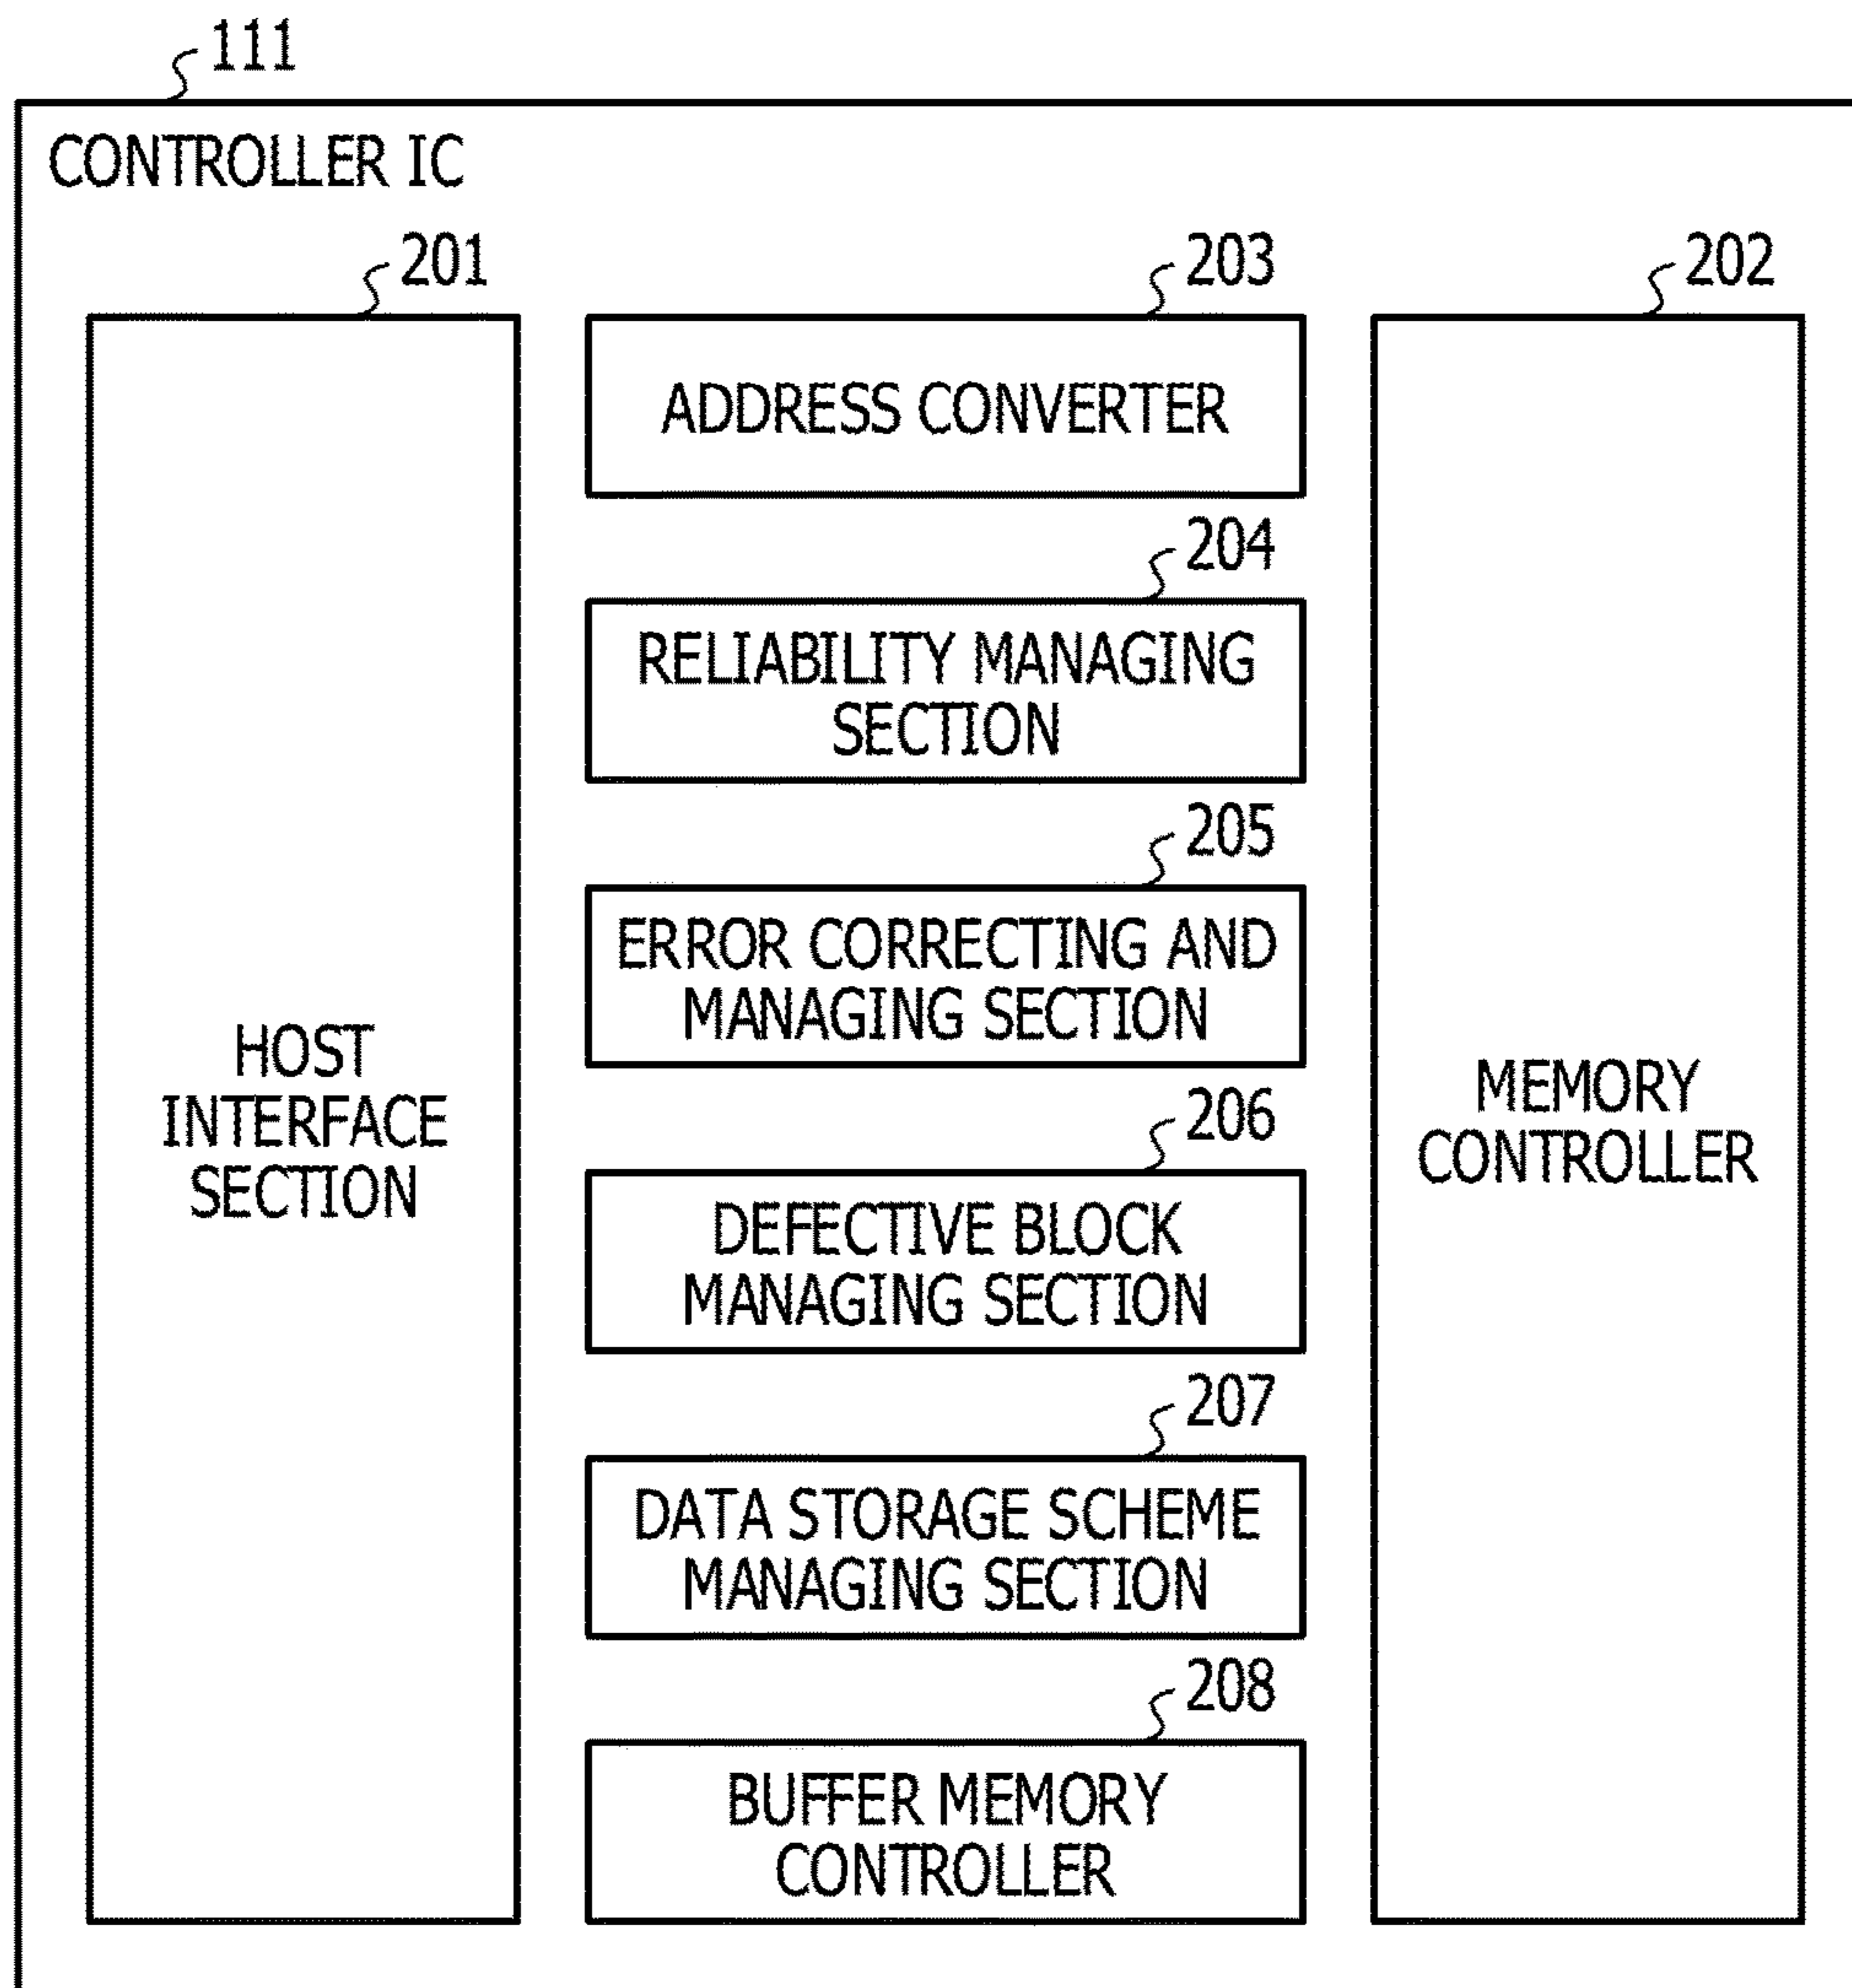 111
CONTROLLER IC
201
203
202
ADDRESS CONVERTER
204
RELIABILITY MANAGING
SECTION
205
ERROR CORRECTING AND
MANAGING SECTION
HOST
INTERFACE
SECTION
MEMORY
CONTROLLER
206
DEFECTIVE BLOCK
MANAGING SECTION
207
DATA STORAGE SCHEME
MANAGING SECTION
208
BUFFER MEMORY
CONTROLLER